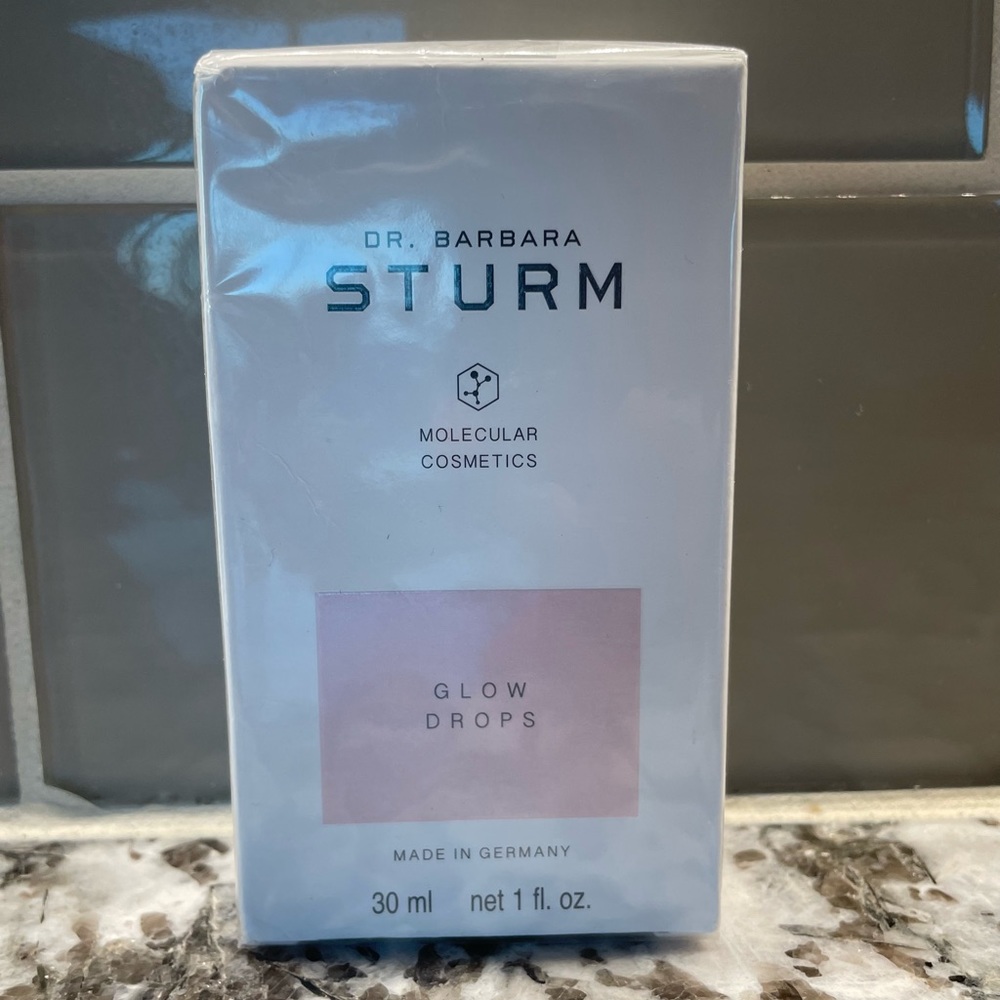 DR. BARBARA
STURM
MOLECULAR
COSMETICS
GLOW
DROPS
MADE IN GERMANY
30 ml net 1 fl. oz.